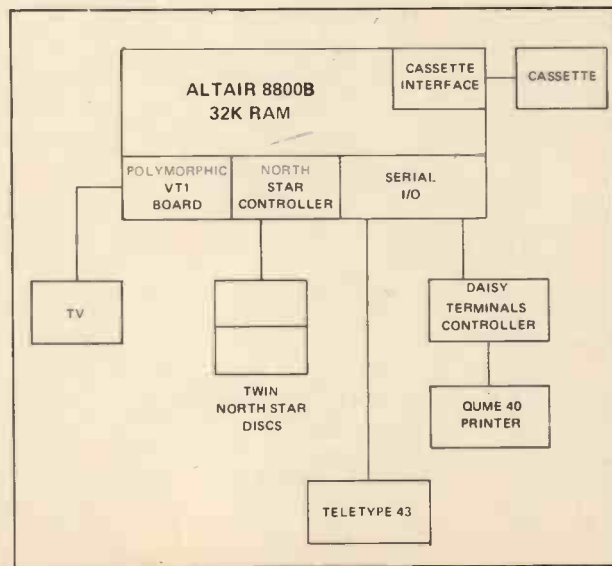 ALTAIR 8800B
32K RAM
CASSETTE
INTERFACE
CASSETTE
POLYMORPHIC
VT1
BOARD
NORTH
STAR
CONTROLLER
SERIAL
I/O
TV
TWIN
NORTH STAR
DISCS
DAISY
TERMINALS
CONTROLLER
QUME 40
PRINTER
TELETYPE 43